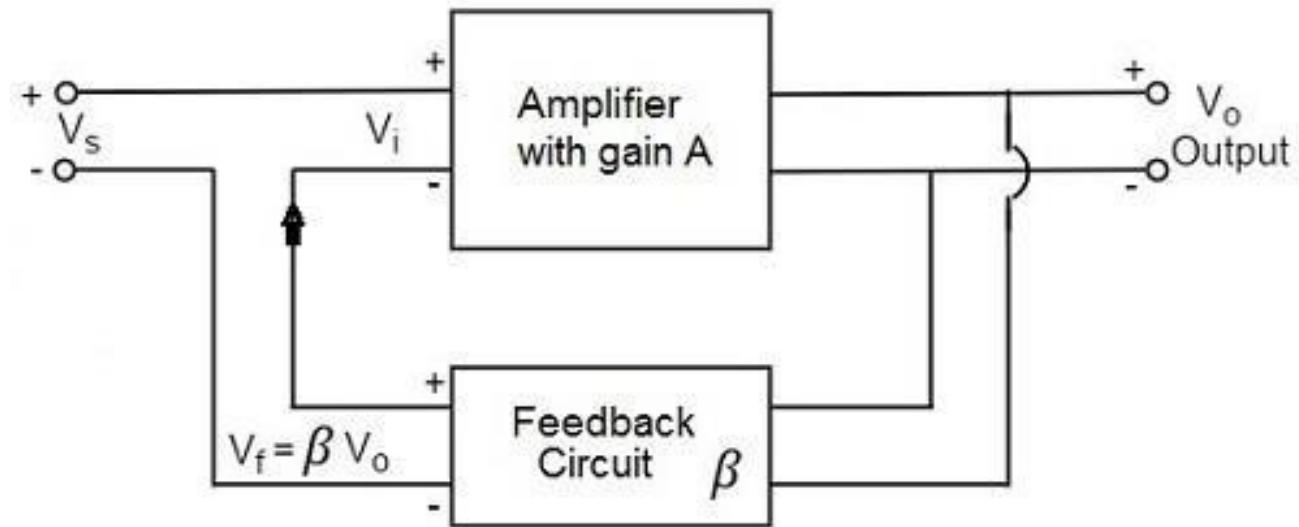 +
+
+
Vs
Vi
Amplifier
with gain A
Vo
-
-
-
Output
+
Feedback
Circuit
β
Vf = β Vo
-